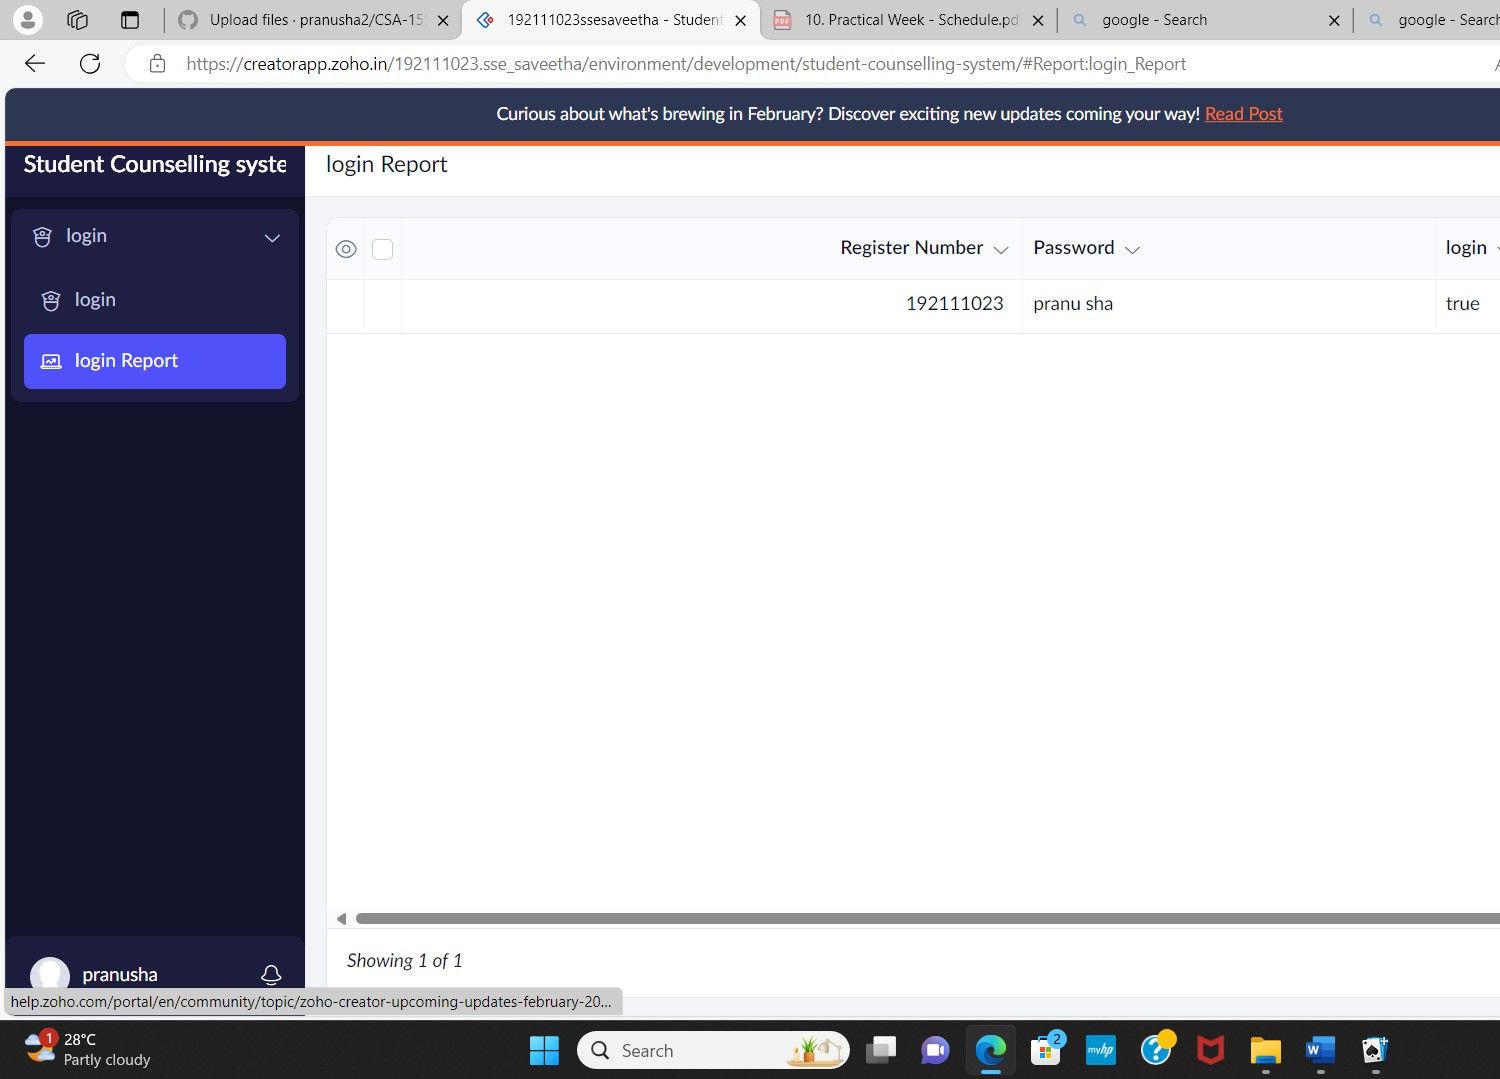 Upload files · pranusha2/CSA-15
192111023ssesaveetha - Student
10. Practical Week - Schedule.pd
google - Search
google - Search
https://creatorapp.zoho.in/192111023.sse_saveetha/environment/development/student-counselling-system/#Report:login_Report
Curious about what's brewing in February? Discover exciting new updates coming your way! Read Post
Student Counselling syste
login Report
login
login
login Report
Register Number
Password
login
192111023
pranu sha
true
Showing 1 of 1
pranusha
help.zoho.com/portal/en/community/topic/zoho-creator-upcoming-updates-february-20...
1
28°C
Partly cloudy
Search
2
myhp
?
W